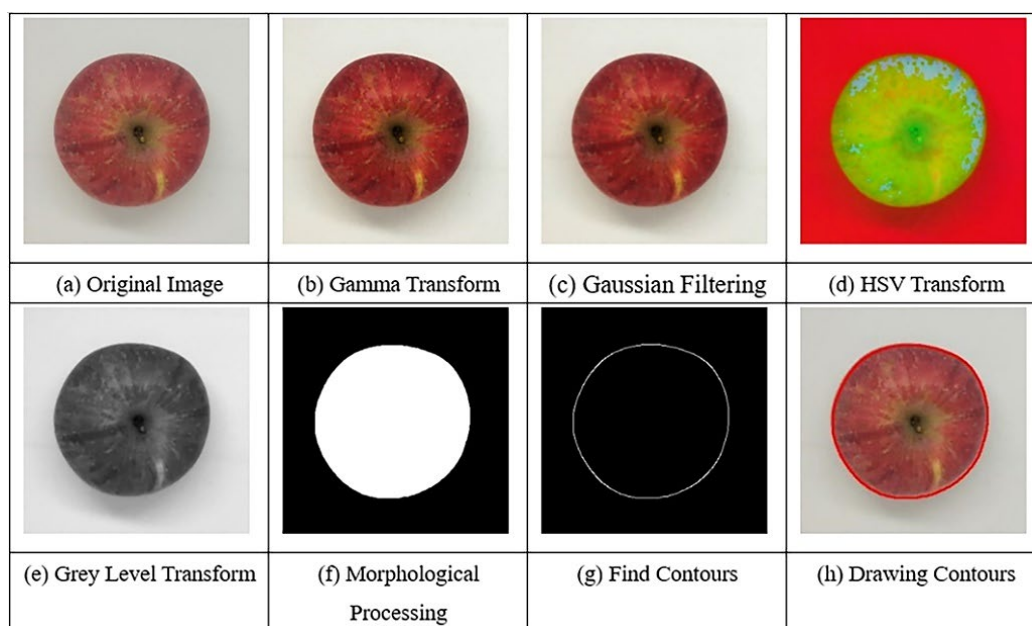 (a) Original Image
(b) Gamma Transform
(c) Gaussian Filtering
(d) HSV Transform
(e) Grey Level Transform
(f) Morphological
Processing
(g) Find Contours
(h) Drawing Contours